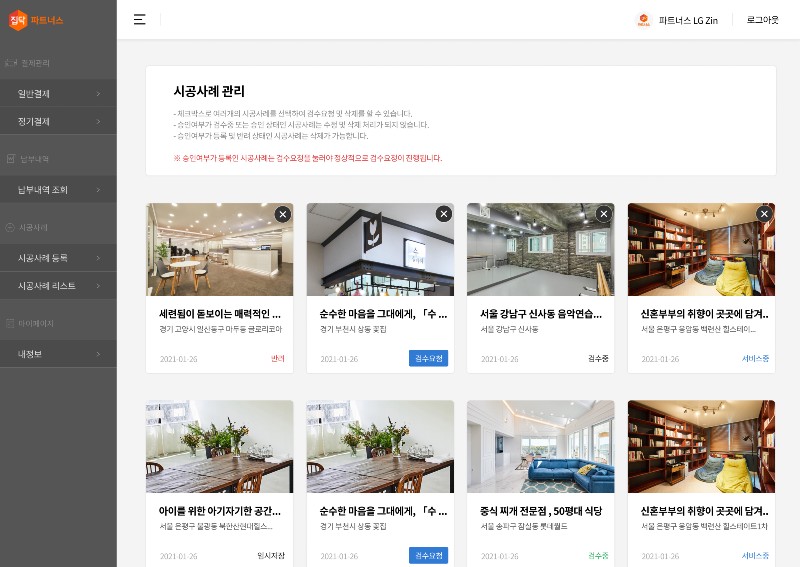 집닥 파트너스
파트너스 LG Zin
로그아웃
결제관리
일반결제
정기결제
납부내역
납부내역 조회
시공사례
시공사례 등록
시공사례 리스트
마이페이지
내정보
시공사례 관리
- 체크박스로 여러개의 시공사례를 선택하여 검수요청 및 삭제를 할 수 있습니다.
- 승인여부가 검수중 또는 승인 상태인 시공사례는 수정 및 삭제 처리가 되지 않습니다.
- 승인여부가 등록 및 반려 상태인 시공사례는 삭제가 가능합니다.
※ 승인여부가 등록인 시공사례는 검수요청을 눌러야 정상적으로 검수요청이 진행됩니다.
세련됨이 돋보이는 매력적인 ...
경기 고양시 일산동구 마두동 글로리코아
2021-01-26
반려
순수한 마음을 그대에게, 「수 ...
경기 부천시 상동 꽃집
2021-01-26
검수요청
서울 강남구 신사동 음악연습...
서울 강남구 신사동
2021-01-26
검수중
신혼부부의 취향이 곳곳에 담겨..
서울 은평구 응암동 백련산 힐스테이...
2021-01-26
서비스중
아이를 위한 아기자기한 공간...
서울 은평구 불광동 북한산현대힐스...
2021-01-26
임시저장
순수한 마음을 그대에게, 「수 ...
경기 부천시 상동 꽃집
2021-01-26
검수요청
중식 찌개 전문점 , 50평대 식당
서울 송파구 잠실동 롯데월드
2021-01-26
검수중
신혼부부의 취향이 곳곳에 담겨..
서울 은평구 응암동 백련산 힐스테이트1차
2021-01-26
서비스중